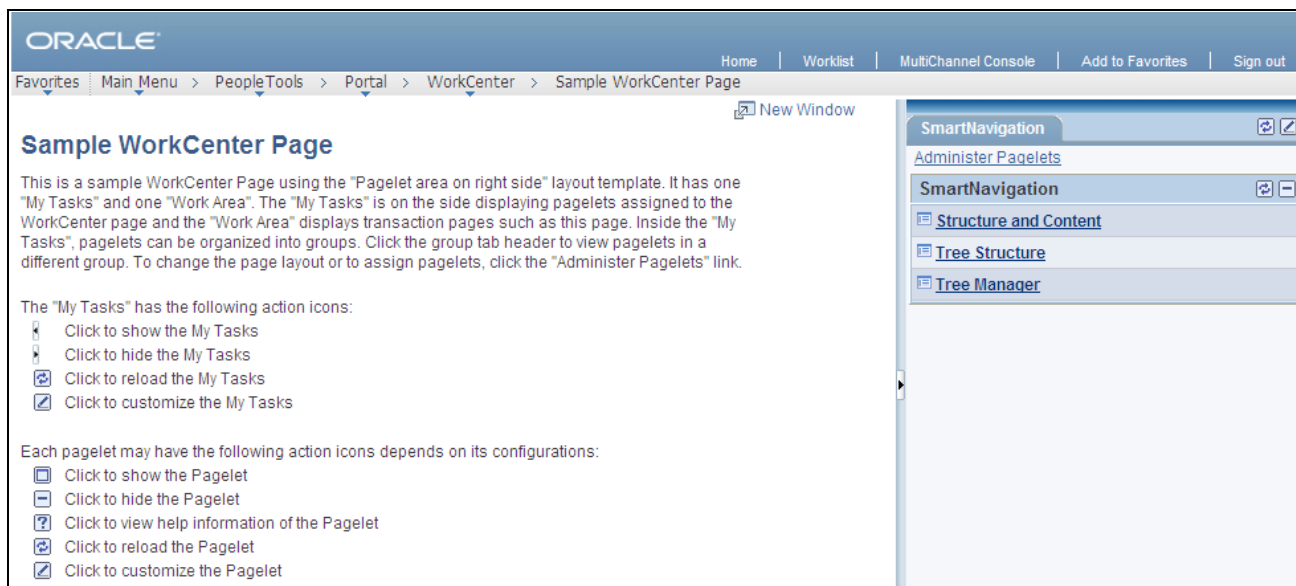 ORACLE
Home | Worklist | MultiChannel Console | Add to Favorites | Sign out
Favorites Main Menu > PeopleTools > Portal > WorkCenter > Sample WorkCenter Page
New Window
Sample WorkCenter Page
This is a sample WorkCenter Page using the "Pagelet area on right side" layout template. It has one
"My Tasks" and one "Work Area". The "My Tasks" is on the side displaying pagelets assigned to the
WorkCenter page and the "Work Area" displays transaction pages such as this page. Inside the "My
Tasks", pagelets can be organized into groups. Click the group tab header to view pagelets in a
different group. To change the page layout or to assign pagelets, click the "Administer Pagelets" link.
The "My Tasks" has the following action icons:
Click to show the My Tasks
Click to hide the My Tasks
Click to reload the My Tasks
Click to customize the My Tasks
Each pagelet may have the following action icons depends on its configurations:
Click to show the Pagelet
Click to hide the Pagelet
Click to view help information of the Pagelet
Click to reload the Pagelet
Click to customize the Pagelet
SmartNavigation
Administer Pagelets
SmartNavigation
Structure and Content
Tree Structure
Tree Manager